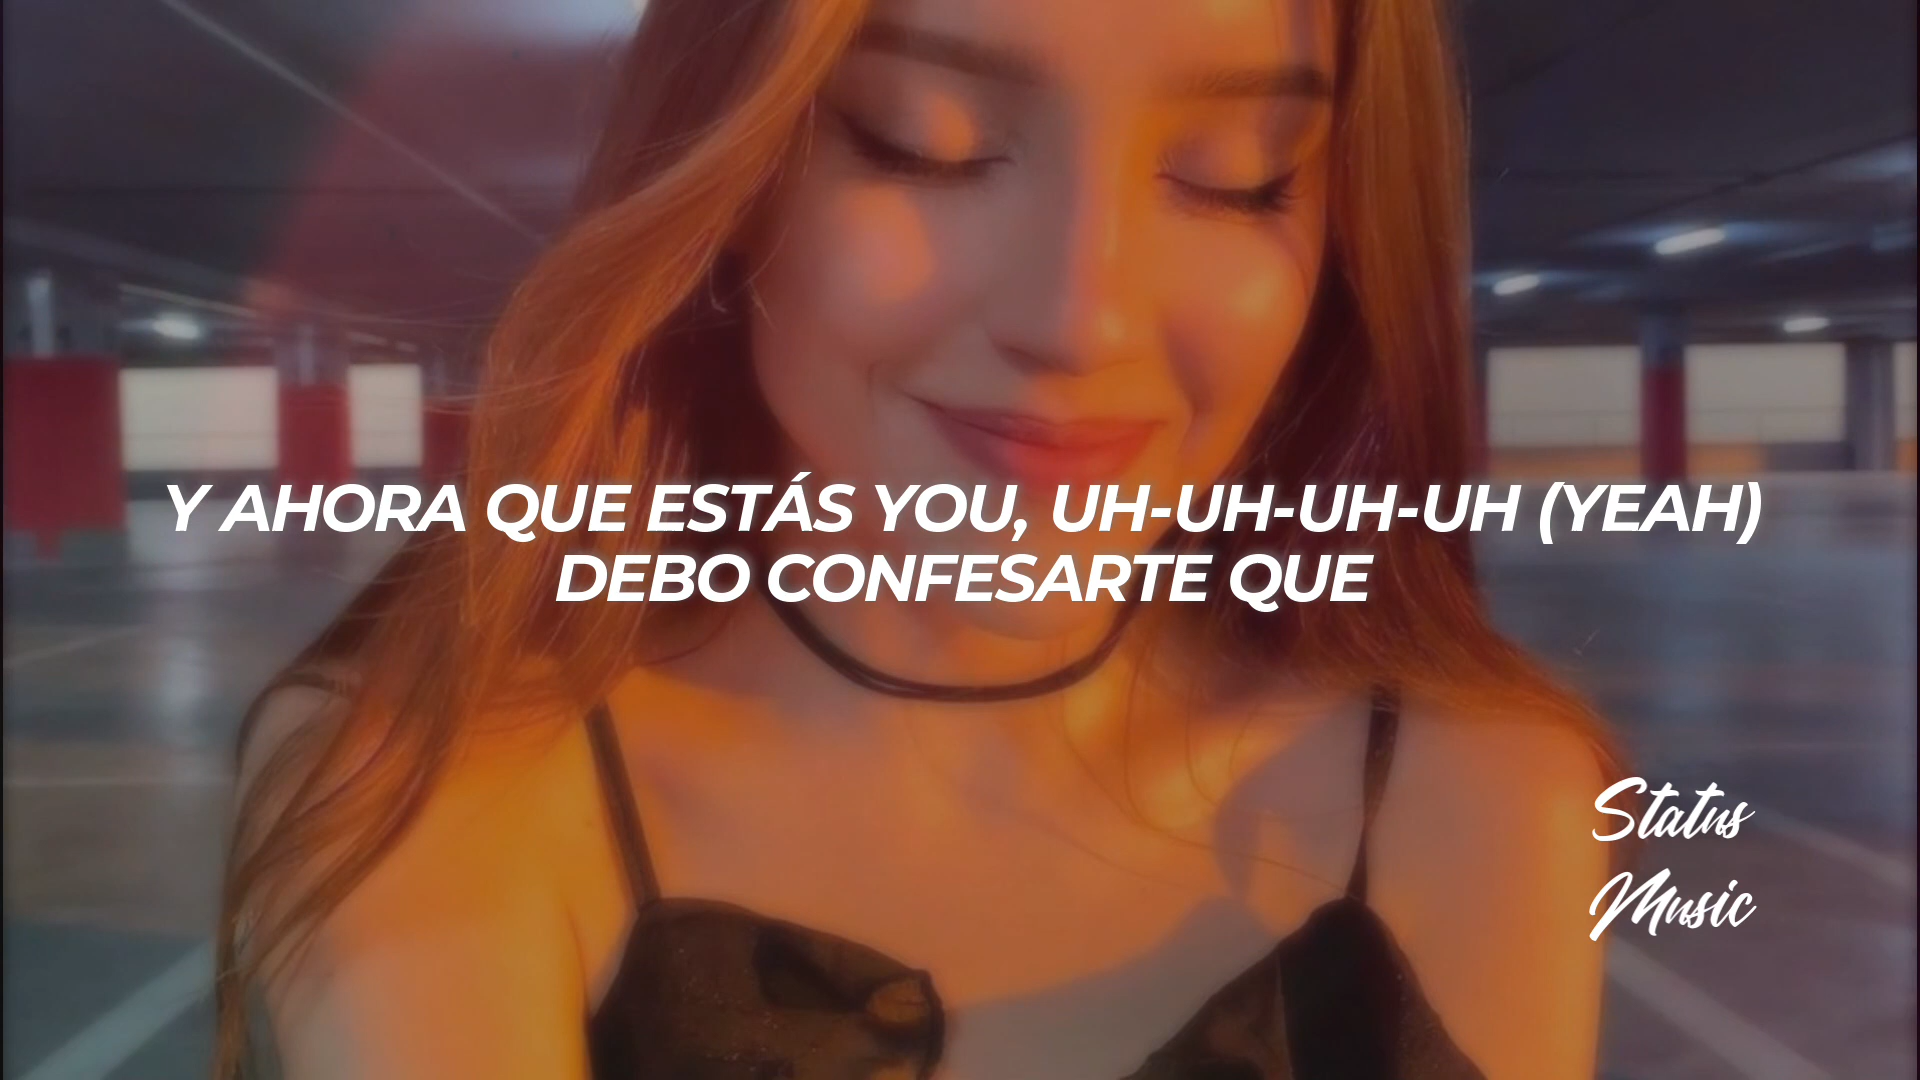 Y AHORA QUE ESTÁS YOU, UH-UH-UH-UH (YEAH)
DEBO CONFESARTE QUE
Status
Music